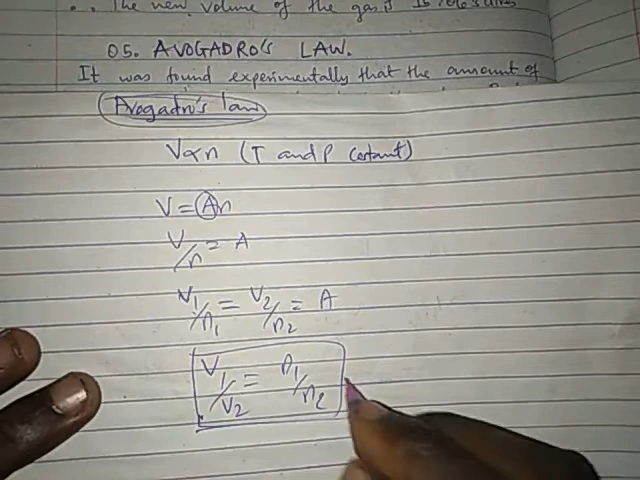 The new volume of the gas is
05. AVOGADRO'S LAW.
It was found experimentally that the amount of
Avogadro's law
V∝n (T and P constant)
V = An
V/n = A
V1/n1 = V2/n2 = A
V1/V2 = n1/n2